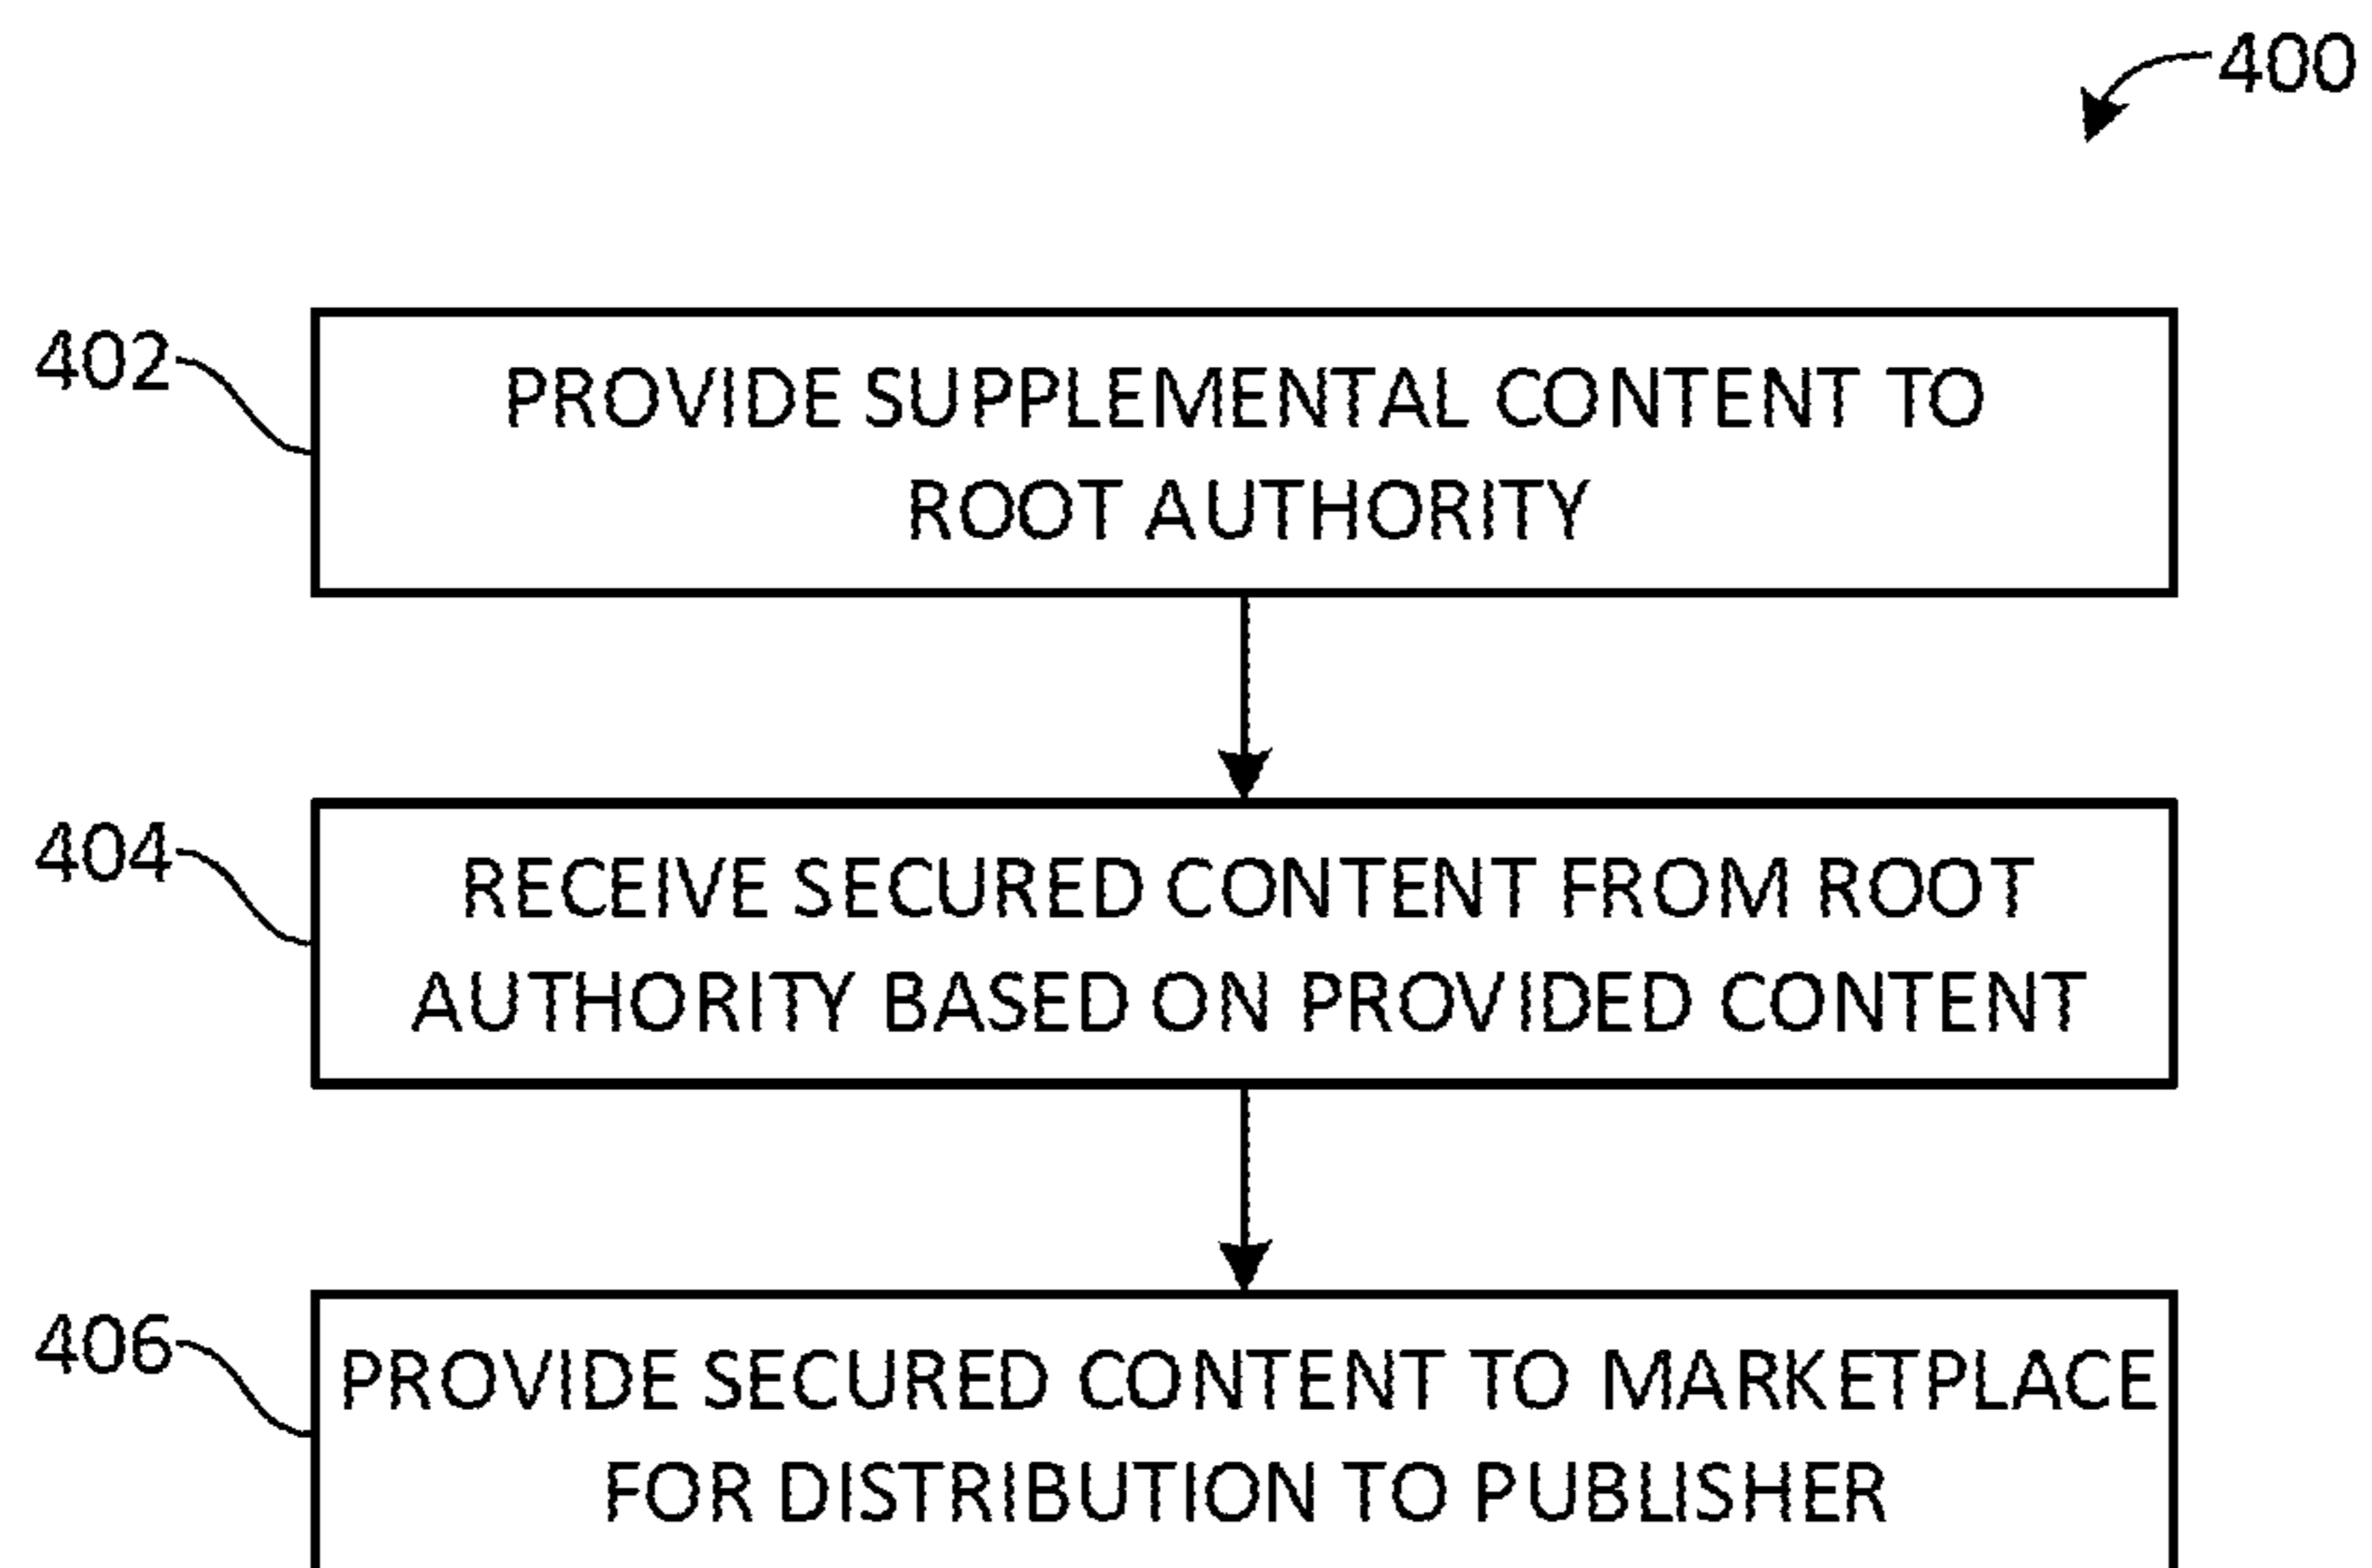 400
402
PROVIDE SUPPLEMENTAL CONTENT TO
ROOT AUTHORITY
404
RECEIVE SECURED CONTENT FROM ROOT
AUTHORITY BASED ON PROVIDED CONTENT
406
PROVIDE SECURED CONTENT TO MARKETPLACE
FOR DISTRIBUTION TO PUBLISHER